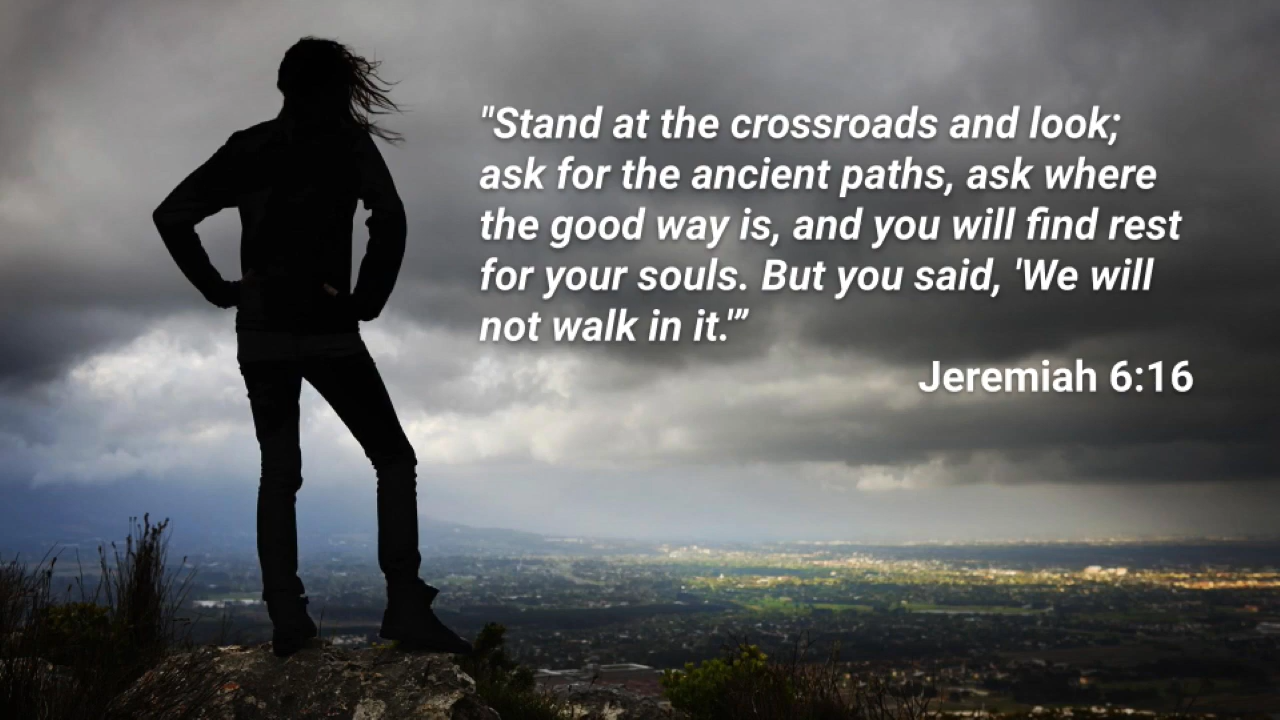 "Stand at the crossroads and look;
ask for the ancient paths, ask where
the good way is, and you will find rest
for your souls. But you said, 'We will
not walk in it.'”
Jeremiah 6:16